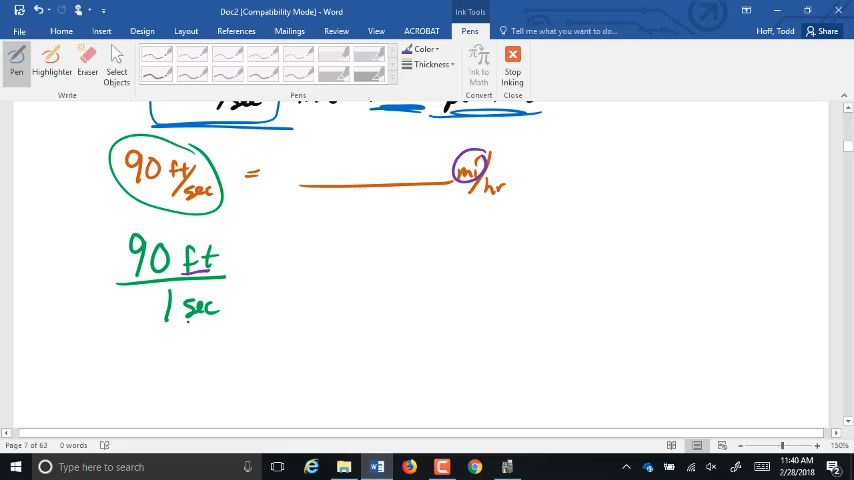 Doc2 [Compatibility Mode] - Word
Ink Tools
Hoff, Todd
File Home Insert Design Layout References Mailings Review View ACROBAT Pens Tell me what you want to do... Share
Pen
Highlighter
Eraser
Select Objects
Color
Thickness
Ink to Math
Stop Inking
Write
Pens
Convert
Close
/sec
90 ft/sec = mi/hr
90 ft
1 sec
Page 7 of 63 0 words
150%
Type here to search
11:40 AM
2/28/2018
2